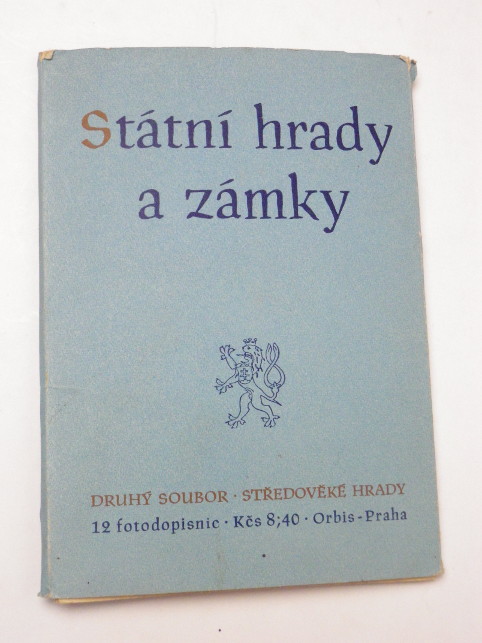 Státní hrady
a zámky
DRUHÝ SOUBOR · STŘEDOVĚKÉ HRADY
12 fotodopisnic · Kčs 8;40 · Orbis-Praha